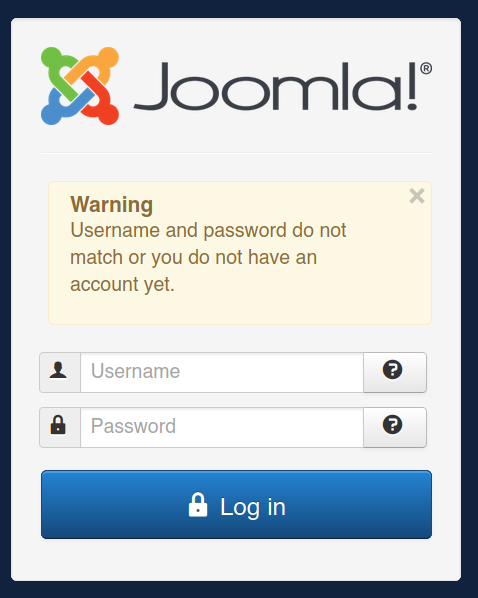 Joomla!®
Warning
Username and password do not
match or you do not have an
account yet.
Username
Password
Log in